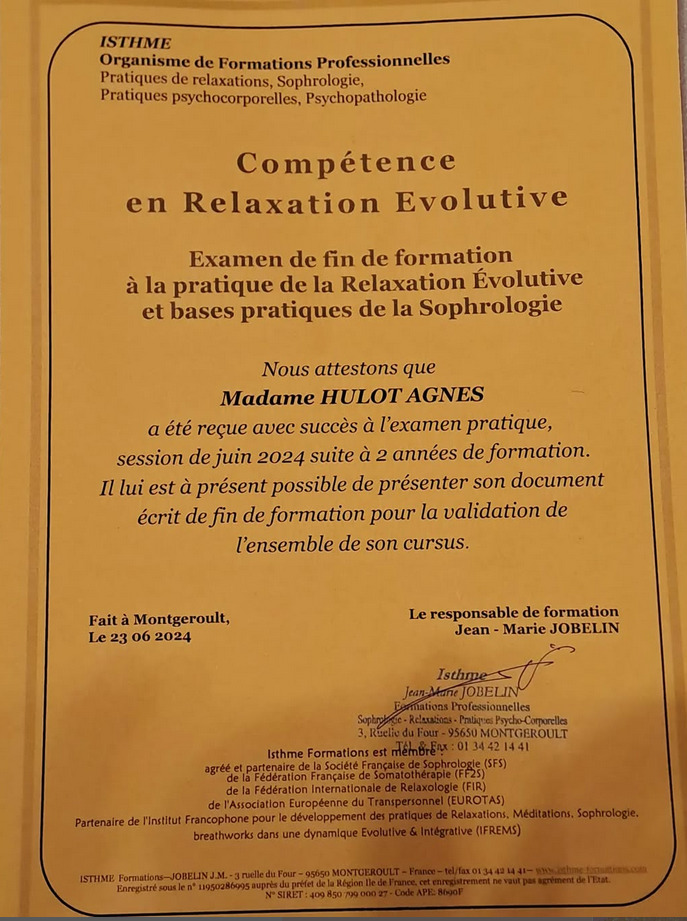 ISTHME
Organisme de Formations Professionnelles
Pratiques de relaxations, Sophrologie,
Pratiques psychocorporelles, Psychopathologie
Compétence
en Relaxation Evolutive
Examen de fin de formation
à la pratique de la Relaxation Évolutive
et bases pratiques de la Sophrologie
Nous attestons que
Madame HULOT AGNES
a été reçue avec succès à l'examen pratique,
session de juin 2024 suite à 2 années de formation.
Il lui est à présent possible de présenter son document
écrit de fin de formation pour la validation de
l'ensemble de son cursus.
Fait à Montgeroult,
Le 23 06 2024
Le responsable de formation
Jean - Marie JOBELIN
Isthme
Jean-Marie JOBELIN
Formations Professionnelles
Sophrologie - Relaxations - Pratiques Psycho-Corporelles
3, Ruelle du Four - 95650 MONTGEROULT
Tél. & Fax : 01 34 42 14 41
Isthme Formations est membre :
agréé et partenaire de la Société Française de Sophrologie (SFS)
de la Fédération Française de Somatothérapie (FF2S)
de la Fédération Internationale de Relaxologie (FIR)
de l'Association Européenne du Transpersonnel (EUROTAS)
Partenaire de l'Institut Francophone pour le développement des pratiques de Relaxations, Méditations, Sophrologie,
breathworks dans une dynamique Evolutive & Intégrative (IFREMS)
ISTHME Formations—JOBELIN J.M. - 3 ruelle du Four - 95650 MONTGEROULT - France - tel/fax 01 34 42 14 41- www.isthme-formations.com
Enregistré sous le n° 11950286995 auprès du préfet de la Région Ile de France, cet enregistrement ne vaut pas agrément de l'Etat.
N° SIRET : 409 850 799 000 27 - Code APE: 8690F